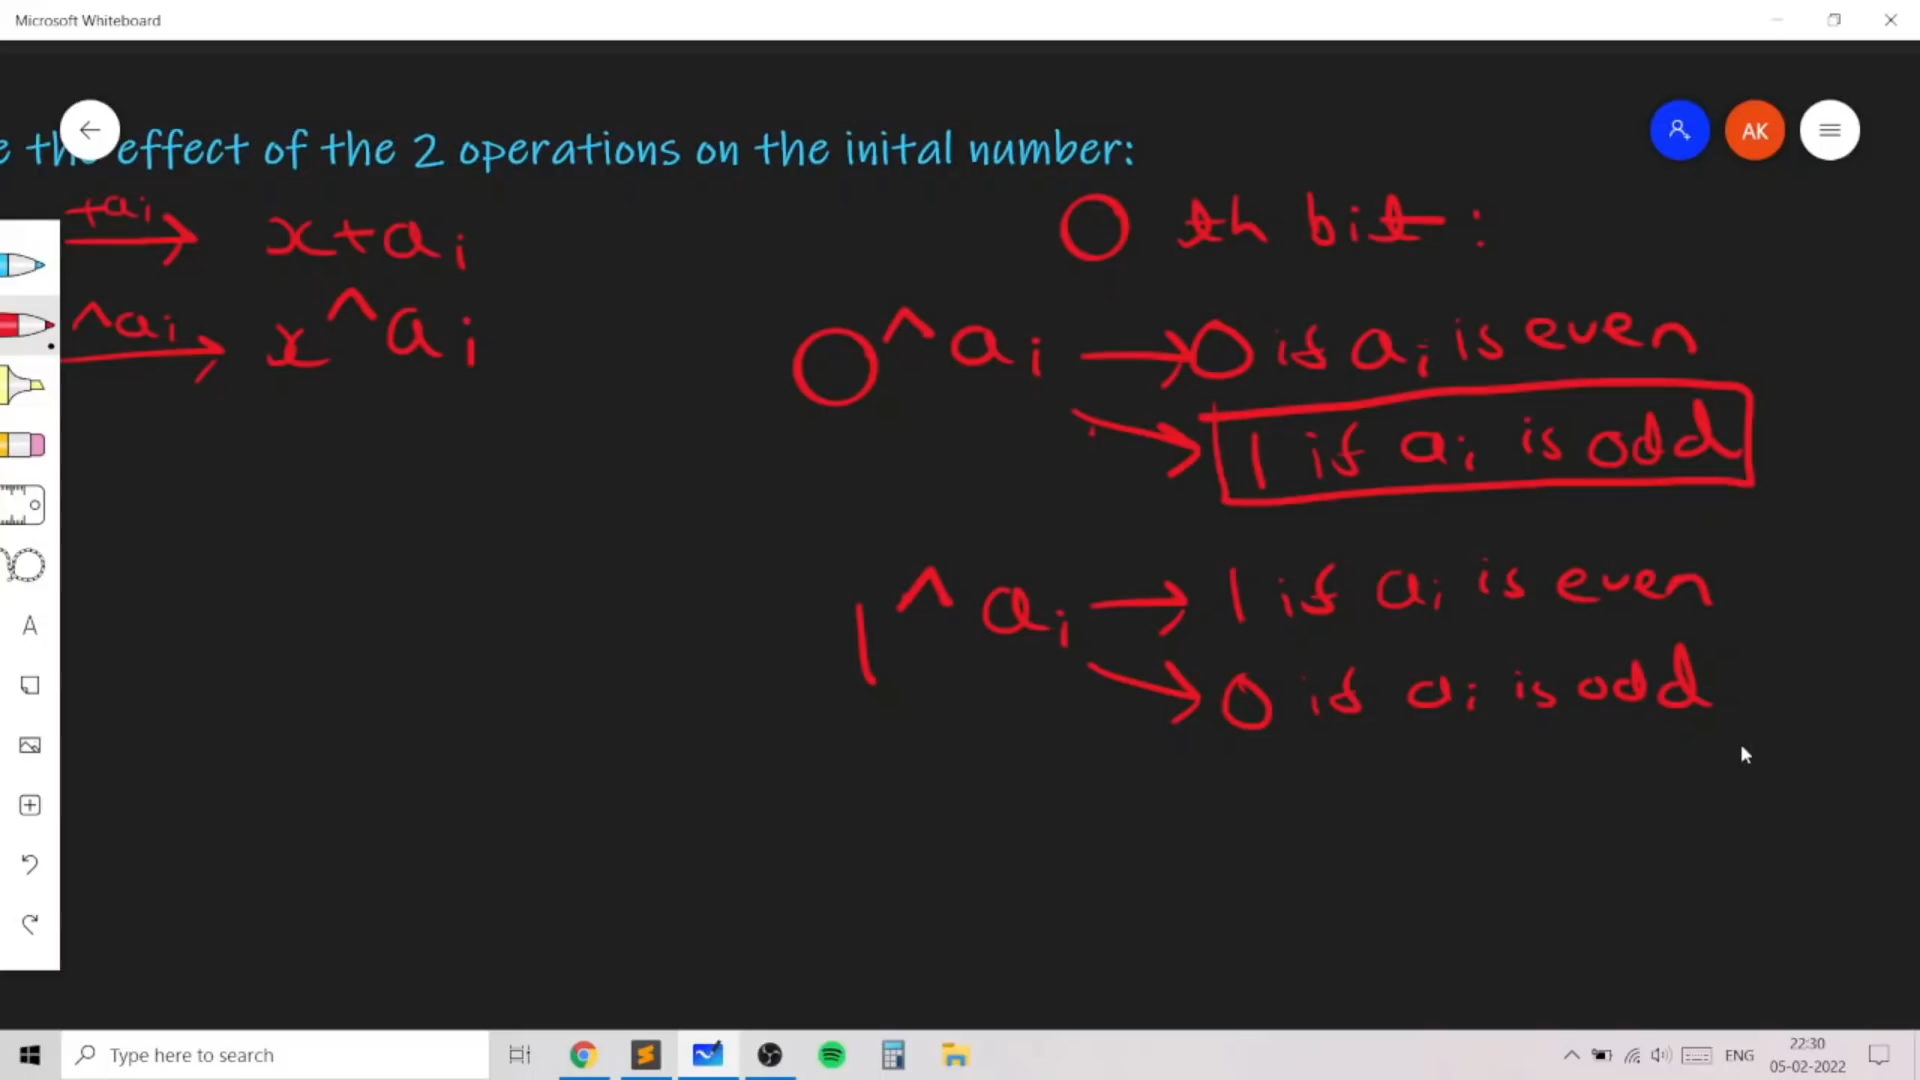 Microsoft Whiteboard
e the effect of the 2 operations on the inital number:
AK
+ai
x+ai
^ai
x^ai
0 th bit:
0^ai → 0 if ai is even
1 if ai is odd
1^ai → 1 if ai is even
0 if ai is odd
A
Type here to search
ENG
22:30
05-02-2022